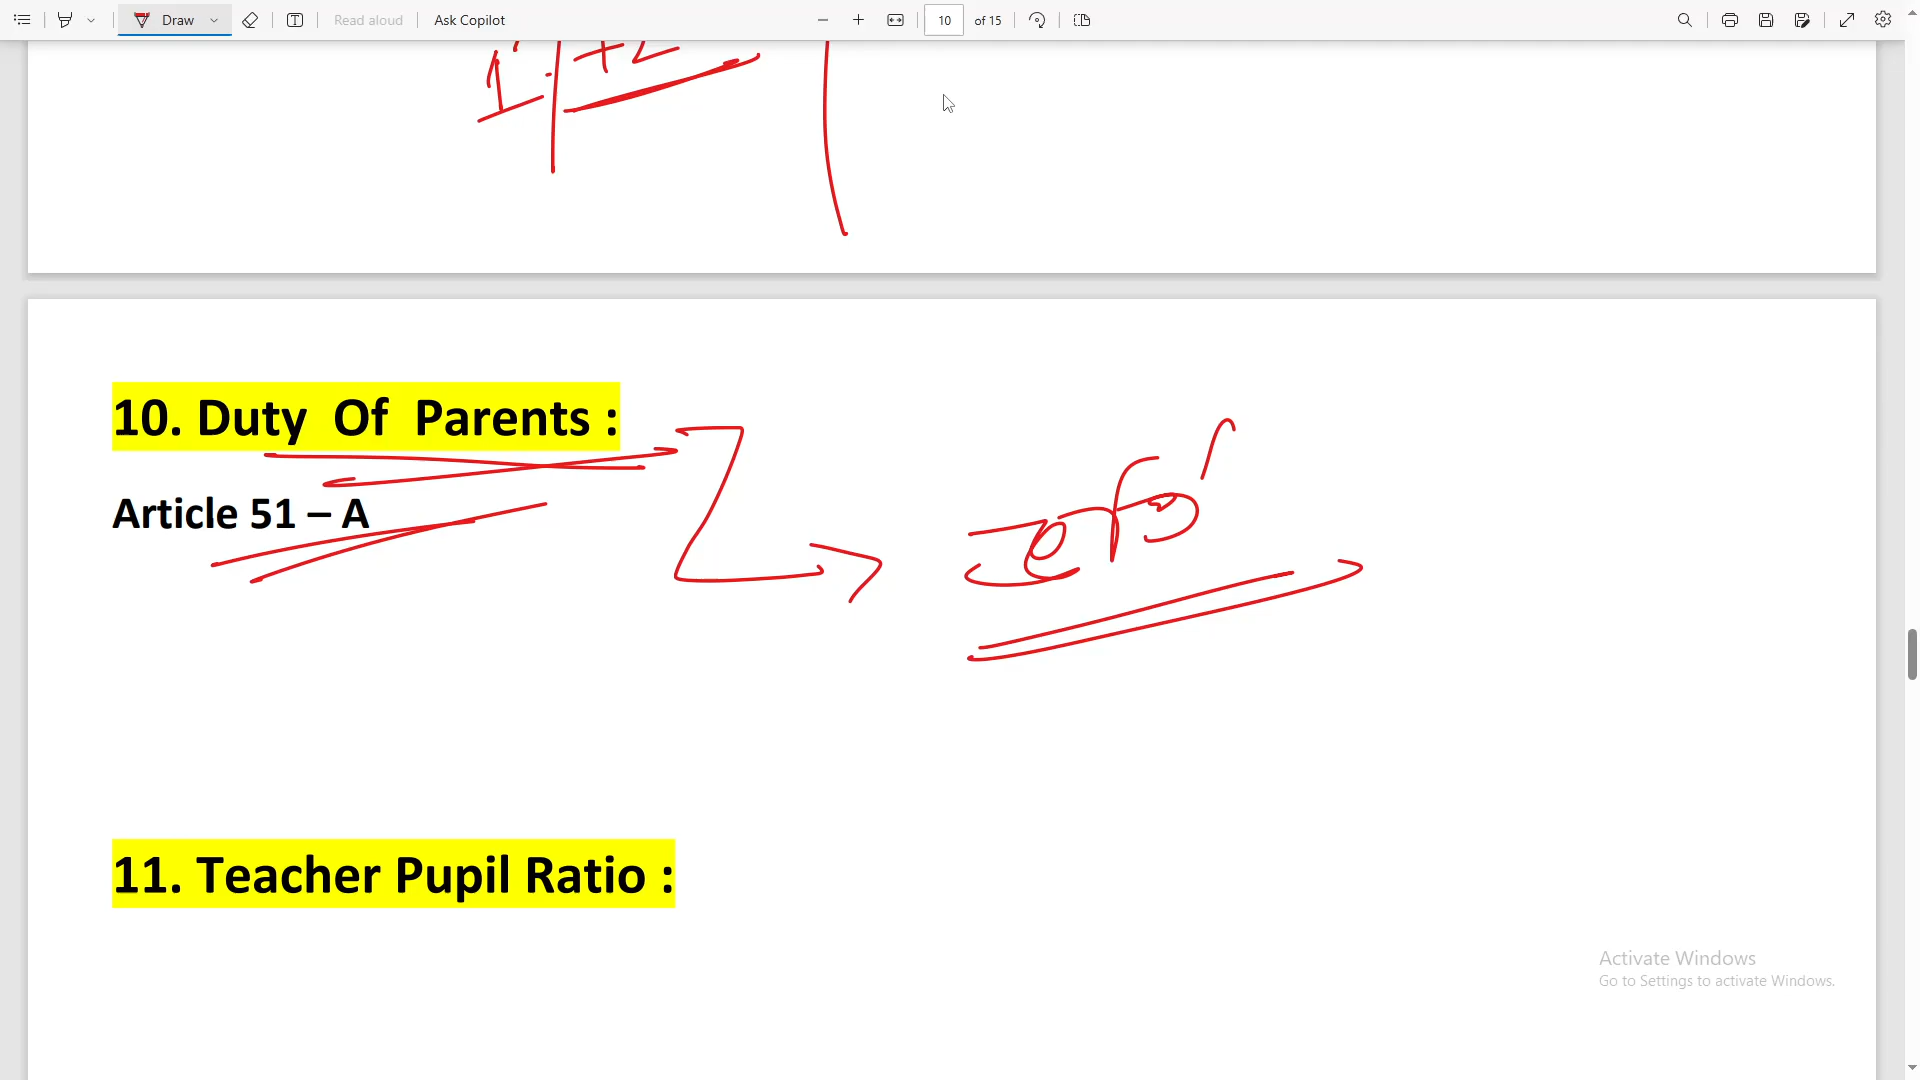 Draw
Read aloud
Ask Copilot
10 of 15
+2
10. Duty Of Parents :
Article 51 – A
11. Teacher Pupil Ratio :
Activate Windows
Go to Settings to activate Windows.